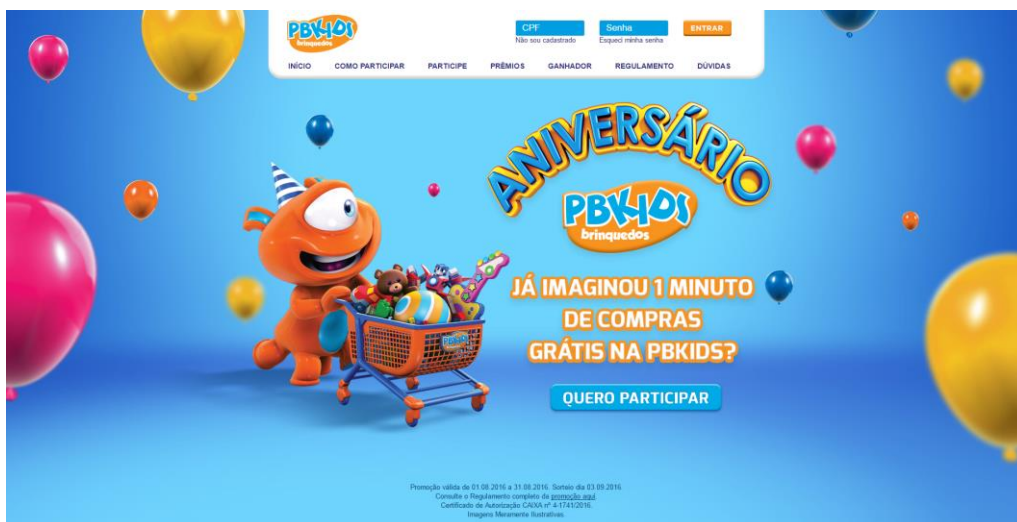 PBKIDS
brinquedos
CPF
Senha
ENTRAR
Não sou cadastrado
Esqueci minha senha
INÍCIO COMO PARTICIPAR PARTICIPE PRÊMIOS GANHADOR REGULAMENTO DÚVIDAS
ANIVERSÁRIO
PBKIDS
brinquedos
JÁ IMAGINOU 1 MINUTO
DE COMPRAS
GRÁTIS NA PBKIDS?
PBKIDS
QUERO PARTICIPAR
Promoção válida de 01.08.2016 a 31.08.2016. Sorteio dia 03.09.2016
Consulte o Regulamento completo da promoção aqui.
Certificado de Autorização CAIXA nº 4-1741/2016.
Imagens Meramente Ilustrativas.